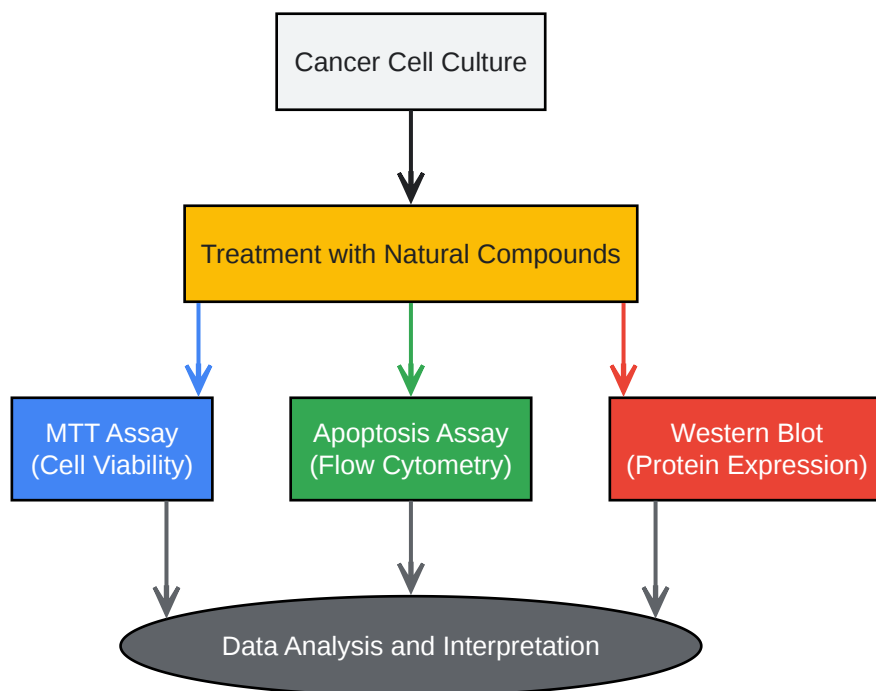 Cancer Cell Culture
Treatment with Natural Compounds
MTT Assay
(Cell Viability)
Apoptosis Assay
(Flow Cytometry)
Western Blot
(Protein Expression)
Data Analysis and Interpretation